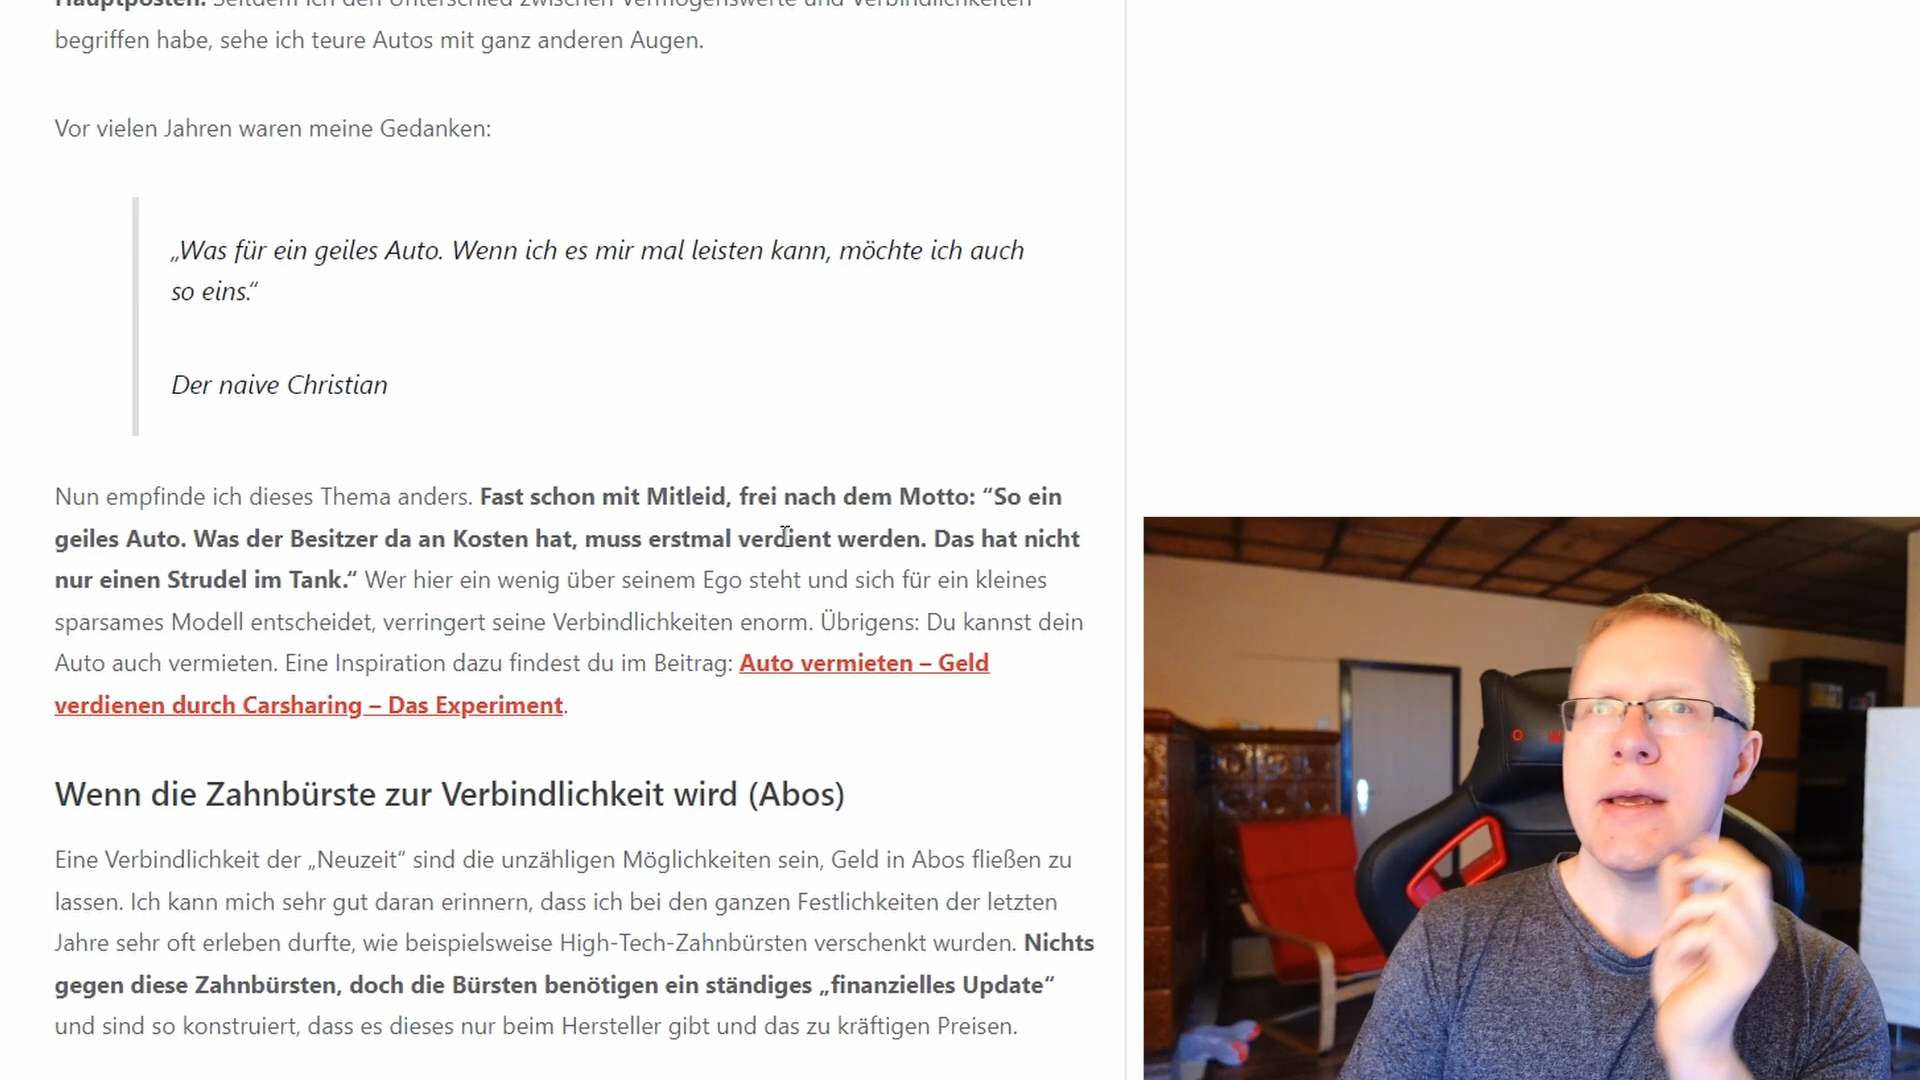 Hauptposten. Seitdem ich den Unterschied zwischen Vermögenswerte und Verbindlichkeiten
begriffen habe, sehe ich teure Autos mit ganz anderen Augen.
Vor vielen Jahren waren meine Gedanken:
„Was für ein geiles Auto. Wenn ich es mir mal leisten kann, möchte ich auch
so eins.“
Der naive Christian
Nun empfinde ich dieses Thema anders. Fast schon mit Mitleid, frei nach dem Motto: “So ein
geiles Auto. Was der Besitzer da an Kosten hat, muss erstmal verdient werden. Das hat nicht
nur einen Strudel im Tank.“ Wer hier ein wenig über seinem Ego steht und sich für ein kleines
sparsames Modell entscheidet, verringert seine Verbindlichkeiten enorm. Übrigens: Du kannst dein
Auto auch vermieten. Eine Inspiration dazu findest du im Beitrag: Auto vermieten – Geld
verdienen durch Carsharing – Das Experiment.
Wenn die Zahnbürste zur Verbindlichkeit wird (Abos)
Eine Verbindlichkeit der „Neuzeit“ sind die unzähligen Möglichkeiten sein, Geld in Abos fließen zu
lassen. Ich kann mich sehr gut daran erinnern, dass ich bei den ganzen Festlichkeiten der letzten
Jahre sehr oft erleben durfte, wie beispielsweise High-Tech-Zahnbürsten verschenkt wurden. Nichts
gegen diese Zahnbürsten, doch die Bürsten benötigen ein ständiges „finanzielles Update“
und sind so konstruiert, dass es dieses nur beim Hersteller gibt und das zu kräftigen Preisen.
O M